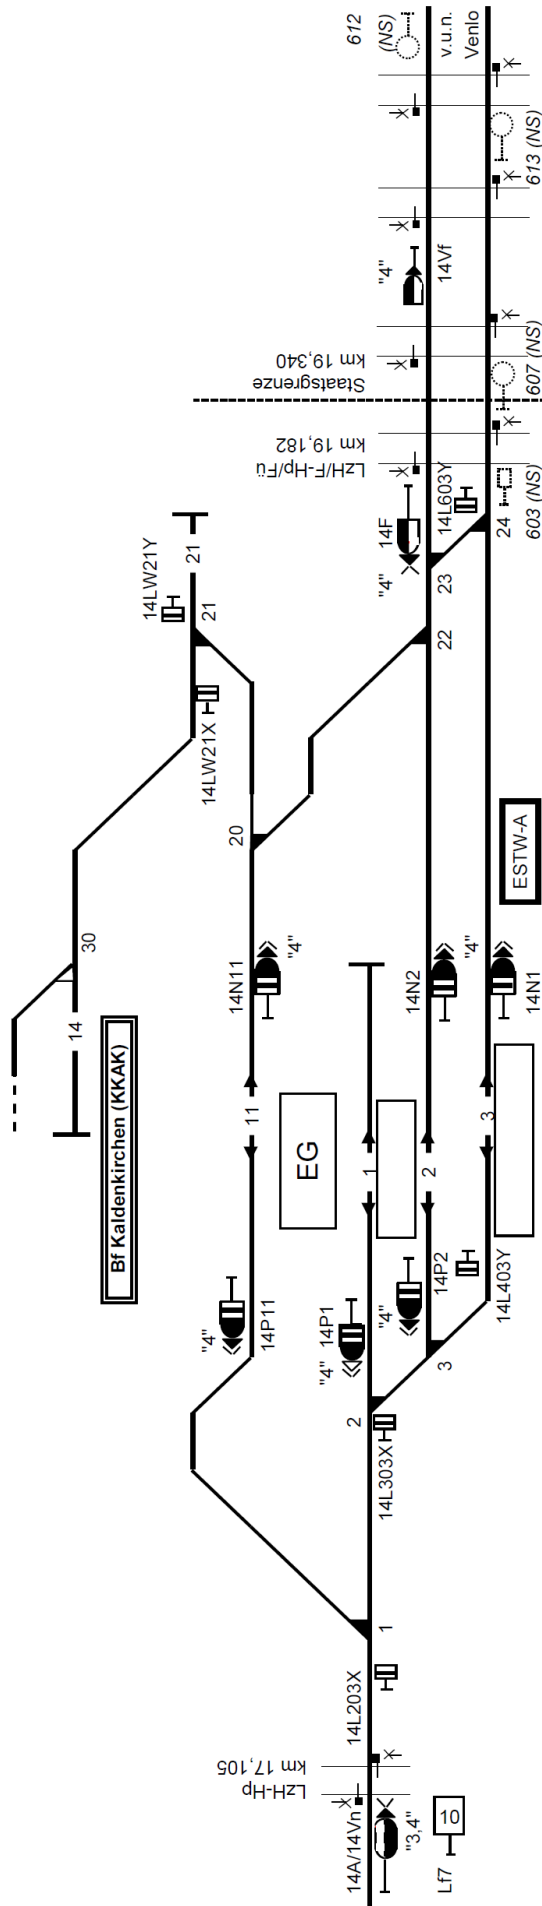 612
(NS)
v.u.n.
Venlo
613 (NS)
"4"
14Vf
km 19,340
Staatsgrenze
607 (NS)
km 19,182
LzH/F-Hp/Fü
14L603Y
14F
"4"
603 (NS)
24
23
22
14LW21Y
21
21
14LW21X
20
30
14
Bf Kaldenkirchen (KKAK)
14N11
"4"
11
EG
ESTW-A
14N2
"4"
14N1
1
2
3
14P11
"4"
14P1
"4"
14P2
"4"
14L403Y
2
3
14L303X
1
14L203X
km 17,105
LzH-Hp
14A/14Vn
"3,4"
10
Lf7